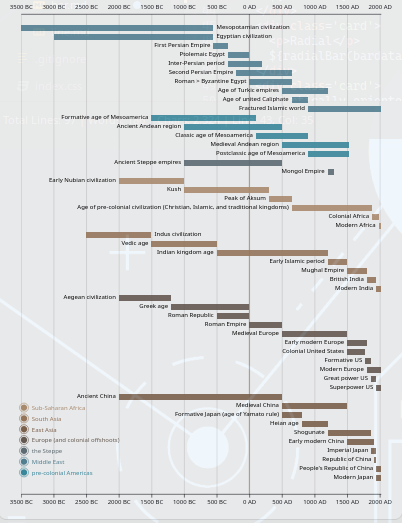 3500 BC 3000 BC 2500 BC 2000 BC 1500 BC 1000 BC 500 BC 0 AD 500 AD 1000 AD 1500 AD 2000 AD
Mesopotamian civilization
Egyptian civilization
First Persian Empire
Ptolemaic Egypt
Inter-Persian period
Second Persian Empire
Roman > Byzantine Egypt
Age of Turkic empires
Age of united Caliphate
Fractured Islamic world
Formative age of Mesoamerica
Ancient Andean region
Classic age of Mesoamerica
Medieval Andean region
Postclassic age of Mesoamerica
Ancient Steppe empires
Mongol Empire
Early Nubian civilization
Kush
Peak of Aksum
Age of pre-colonial civilization (Christian, Islamic, and traditional kingdoms)
Colonial Africa
Modern Africa
Indus civilization
Vedic age
Indian kingdom age
Early Islamic period
Mughal Empire
British India
Modern India
Aegean civilization
Greek age
Roman Republic
Roman Empire
Medieval Europe
Early modern Europe
Colonial United States
Formative US
Modern Europe
Great power US
Superpower US
Ancient China
Medieval China
Formative Japan (age of Yamato rule)
Heian age
Shogunate
Early modern China
Imperial Japan
Republic of China
People's Republic of China
Modern Japan
Sub-Saharan Africa
South Asia
East Asia
Europe (and colonial offshoots)
the Steppe
Middle East
pre-colonial Americas
3500 BC 3000 BC 2500 BC 2000 BC 1500 BC 1000 BC 500 BC 0 AD 500 AD 1000 AD 1500 AD 2000 AD